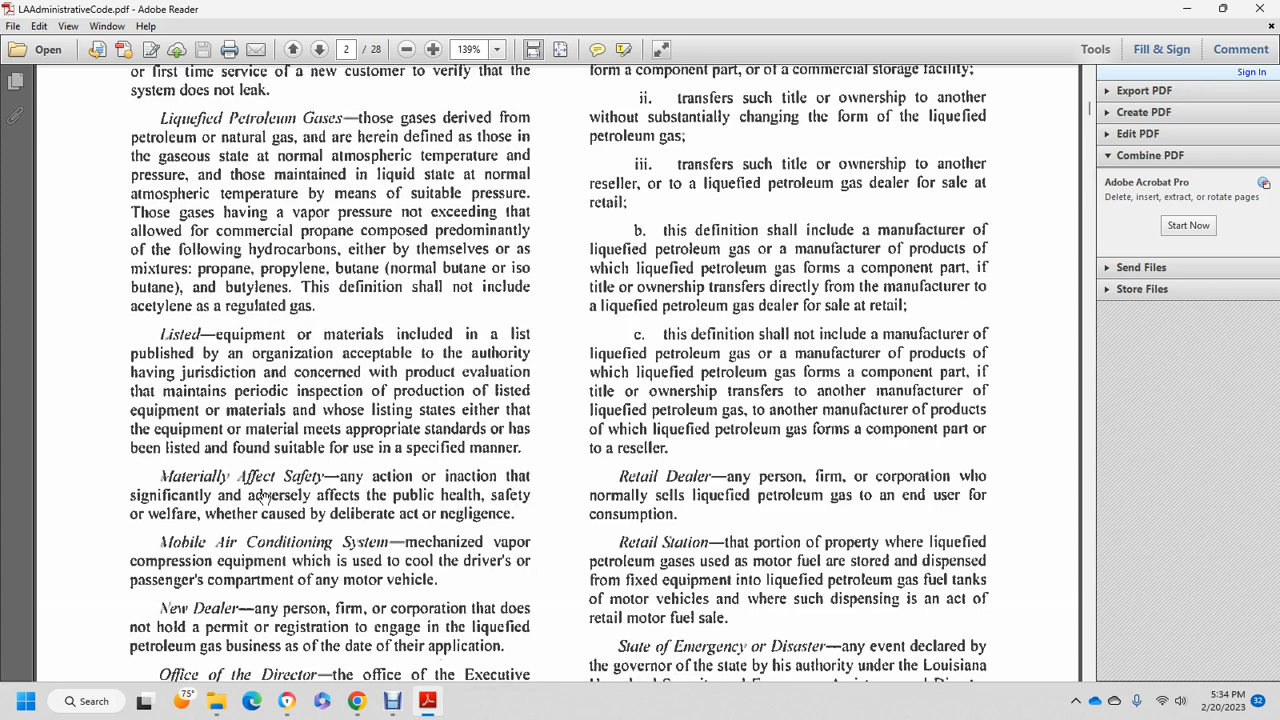 LAAdministrativeCode.pdf - Adobe Reader
File Edit View Window Help
Open 2 / 28 139% Tools Fill & Sign Comment
or first time service of a new customer to verify that the
system does not leak.
Liquefied Petroleum Gases—those gases derived from
petroleum or natural gas, and are herein defined as those in
the gaseous state at normal atmospheric temperature and
pressure, and those maintained in liquid state at normal
atmospheric temperature by means of suitable pressure.
Those gases having a vapor pressure not exceeding that
allowed for commercial propane composed predominantly
of the following hydrocarbons, either by themselves or as
mixtures: propane, propylene, butane (normal butane or iso
butane), and butylenes. This definition shall not include
acetylene as a regulated gas.
Listed—equipment or materials included in a list
published by an organization acceptable to the authority
having jurisdiction and concerned with product evaluation
that maintains periodic inspection of production of listed
equipment or materials and whose listing states either that
the equipment or material meets appropriate standards or has
been listed and found suitable for use in a specified manner.
Materially Affect Safety—any action or inaction that
significantly and adversely affects the public health, safety
or welfare, whether caused by deliberate act or negligence.
Mobile Air Conditioning System—mechanized vapor
compression equipment which is used to cool the driver's or
passenger's compartment of any motor vehicle.
New Dealer—any person, firm, or corporation that does
not hold a permit or registration to engage in the liquefied
petroleum gas business as of the date of their application.
Office of the Director—the office of the Executive
form a component part, or of a commercial storage facility;
ii. transfers such title or ownership to another
without substantially changing the form of the liquefied
petroleum gas;
iii. transfers such title or ownership to another
reseller, or to a liquefied petroleum gas dealer for sale at
retail;
b. this definition shall include a manufacturer of
liquefied petroleum gas or a manufacturer of products of
which liquefied petroleum gas forms a component part, if
title or ownership transfers directly from the manufacturer to
a liquefied petroleum gas dealer for sale at retail;
c. this definition shall not include a manufacturer of
liquefied petroleum gas or a manufacturer of products of
which liquefied petroleum gas forms a component part, if
title or ownership transfers to another manufacturer of
liquefied petroleum gas, to another manufacturer of products
of which liquefied petroleum gas forms a component part or
to a reseller.
Retail Dealer—any person, firm, or corporation who
normally sells liquefied petroleum gas to an end user for
consumption.
Retail Station—that portion of property where liquefied
petroleum gases used as motor fuel are stored and dispensed
from fixed equipment into liquefied petroleum gas fuel tanks
of motor vehicles and where such dispensing is an act of
retail motor fuel sale.
State of Emergency or Disaster—any event declared by
the governor of the state by his authority under the Louisiana
Sign In
Export PDF
Create PDF
Edit PDF
Combine PDF
Adobe Acrobat Pro
Delete, insert, extract, or rotate pages
Start Now
Send Files
Store Files
Search
75°
5:34 PM
2/20/2023
32